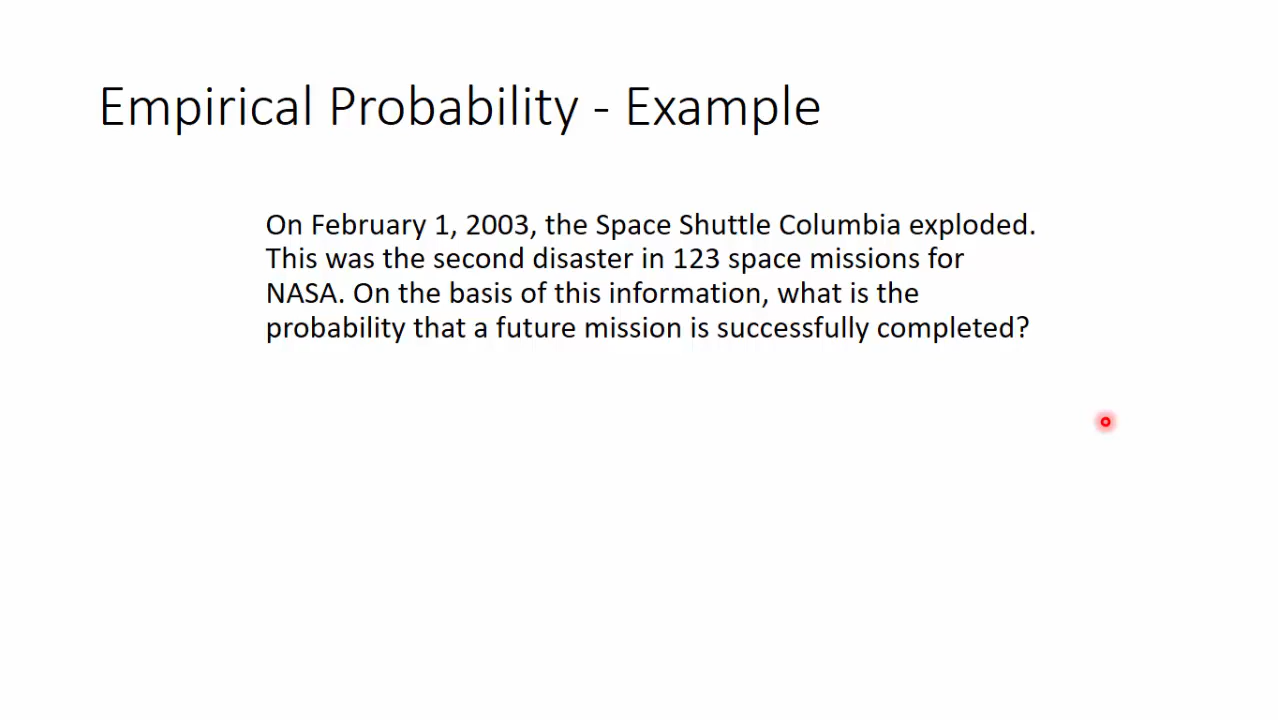 Empirical Probability - Example
On February 1, 2003, the Space Shuttle Columbia exploded.
This was the second disaster in 123 space missions for
NASA. On the basis of this information, what is the
probability that a future mission is successfully completed?